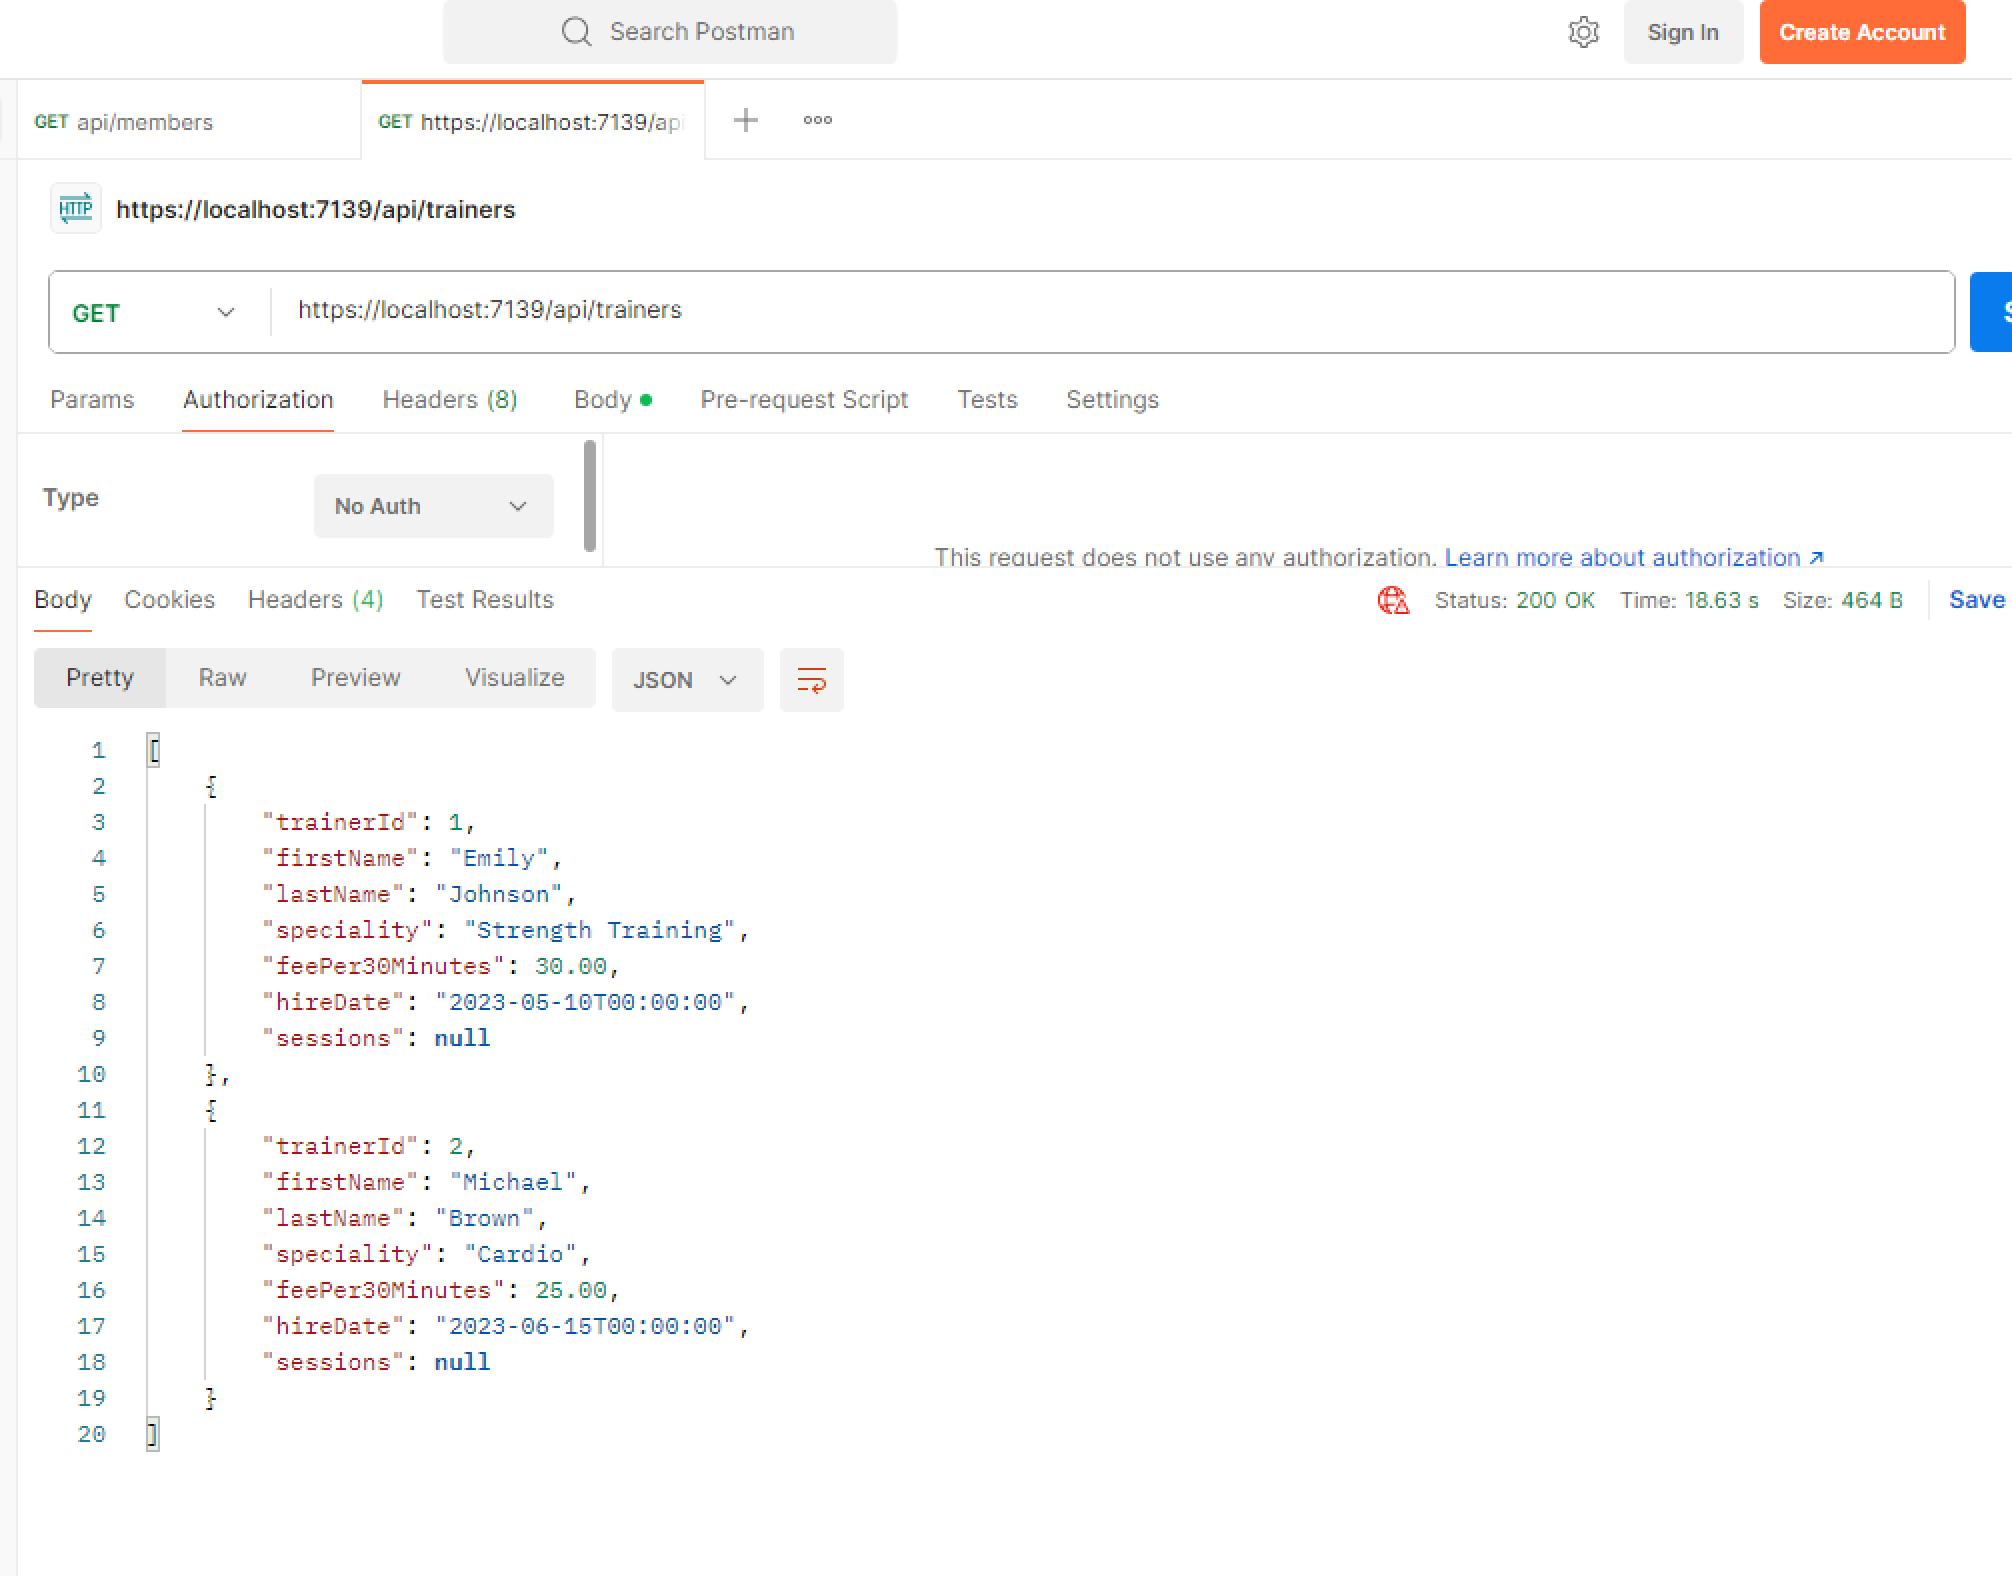 Search Postman
Sign In
Create Account
GET api/members
GET https://localhost:7139/api
HTTP https://localhost:7139/api/trainers
GET https://localhost:7139/api/trainers
Params Authorization Headers (8) Body Pre-request Script Tests Settings
Type No Auth
This request does not use any authorization. Learn more about authorization ↗
Body Cookies Headers (4) Test Results Status: 200 OK Time: 18.63 s Size: 464 B Save
Pretty Raw Preview Visualize JSON
1 [
2 {
3 "trainerId": 1,
4 "firstName": "Emily",
5 "lastName": "Johnson",
6 "speciality": "Strength Training",
7 "feePer30Minutes": 30.00,
8 "hireDate": "2023-05-10T00:00:00",
9 "sessions": null
10 },
11 {
12 "trainerId": 2,
13 "firstName": "Michael",
14 "lastName": "Brown",
15 "speciality": "Cardio",
16 "feePer30Minutes": 25.00,
17 "hireDate": "2023-06-15T00:00:00",
18 "sessions": null
19 }
20 ]